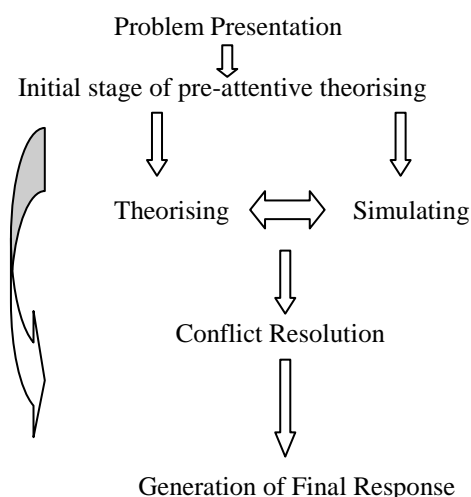 Problem Presentation
Initial stage of pre-attentive theorising
Theorising Simulating
Conflict Resolution
Generation of Final Response